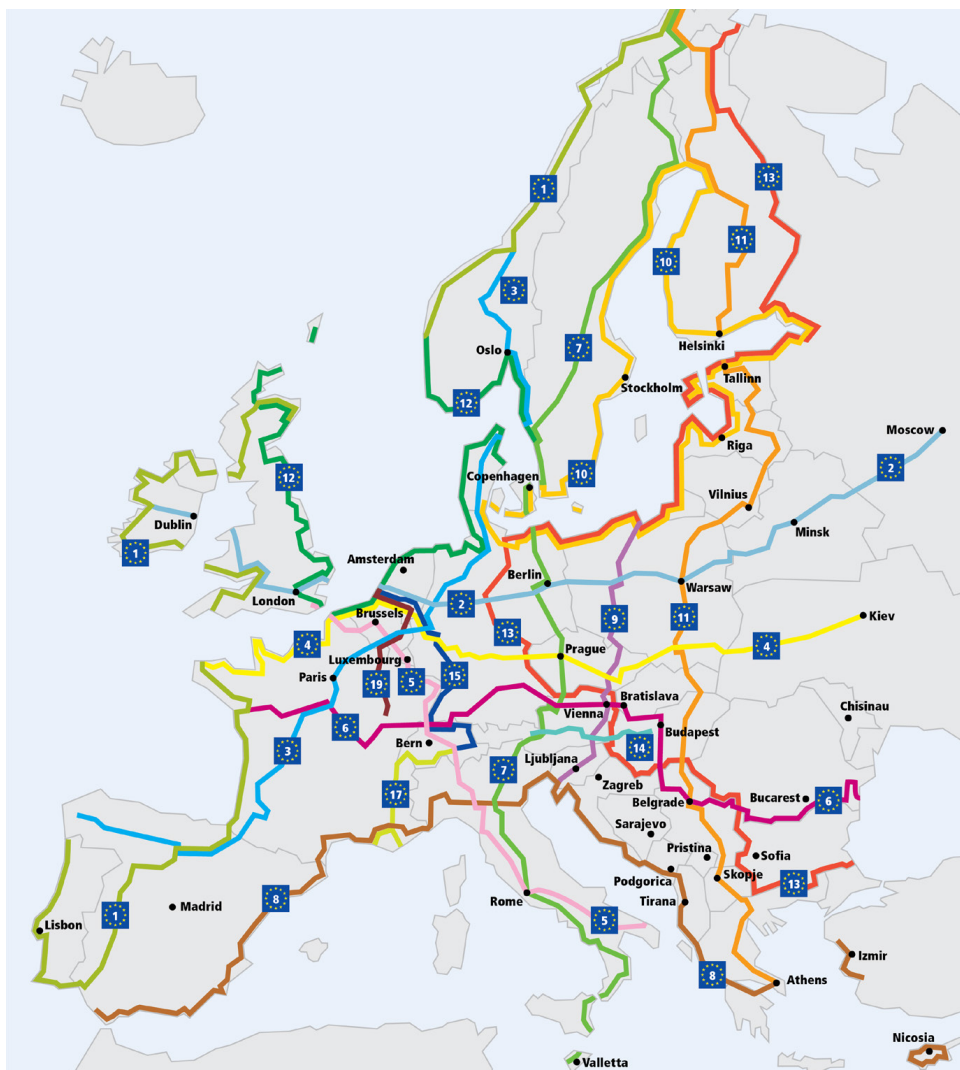 1
13
11
10
3
Helsinki
7
Oslo
Tallinn
Stockholm
12
Moscow
Riga
2
10
Copenhagen
12
Vilnius
Dublin
Minsk
1
Amsterdam
Berlin
Warsaw
London
2
Brussels
9
Kiev
13
11
4
4
Prague
Luxembourg
15
Paris
5
19
Bratislava
Chisinau
Vienna
6
Budapest
Bern
14
3
Ljubljana
7
Zagreb
17
Belgrade
Bucarest
6
Sarajevo
Pristina
Sofia
Podgorica
Skopje
13
Rome
8
Tirana
Madrid
1
5
Lisbon
Izmir
8
Athens
Nicosia
Valletta